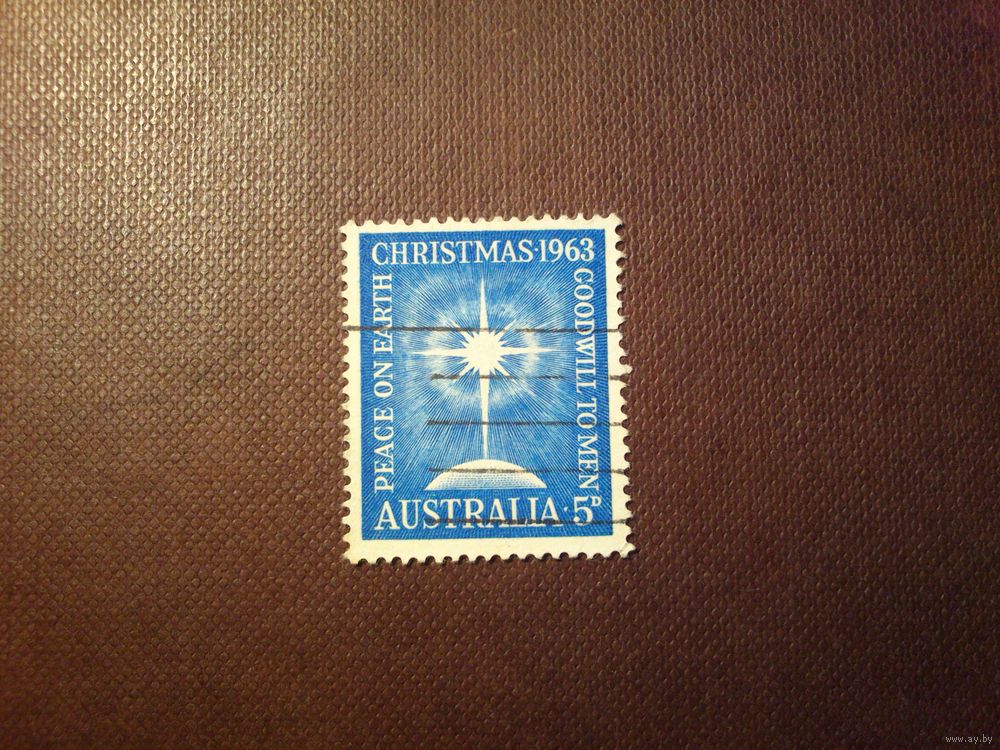 CHRISTMAS·1963
PEACE ON EARTH
GOODWILL TO MEN
AUSTRALIA·5D
www.ay.by